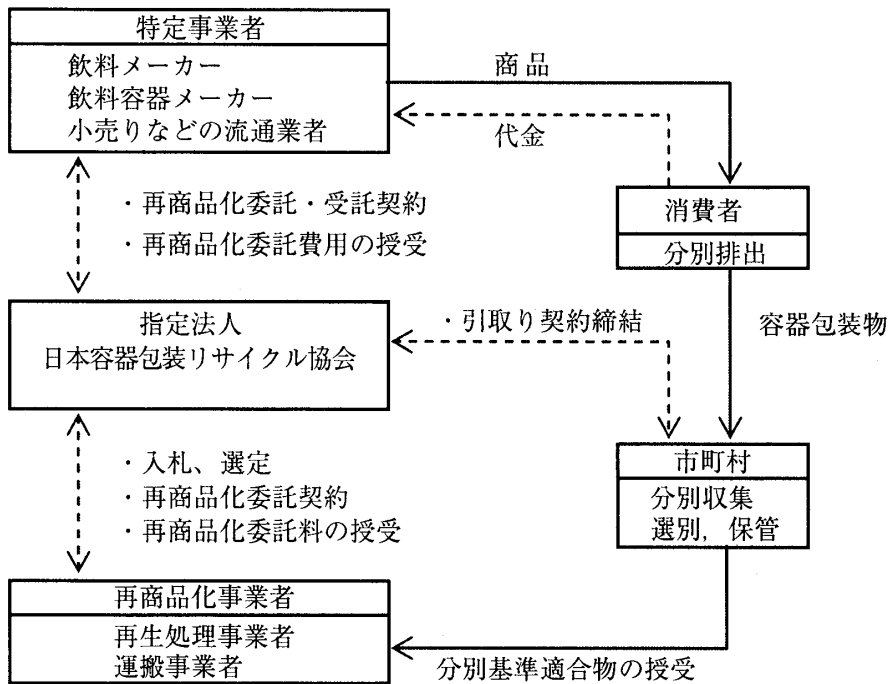 特定事業者
飲料メーカー
飲料容器メーカー
小売りなどの流通業者
商品
代金
消費者
分別排出
・再商品化委託・受託契約
・再商品化委託費用の授受
指定法人
日本容器包装リサイクル協会
・引取り契約締結
容器包装物
市町村
分別収集
選別，保管
・入札、選定
・再商品化委託契約
・再商品化委託料の授受
再商品化事業者
再生処理事業者
運搬事業者
分別基準適合物の授受